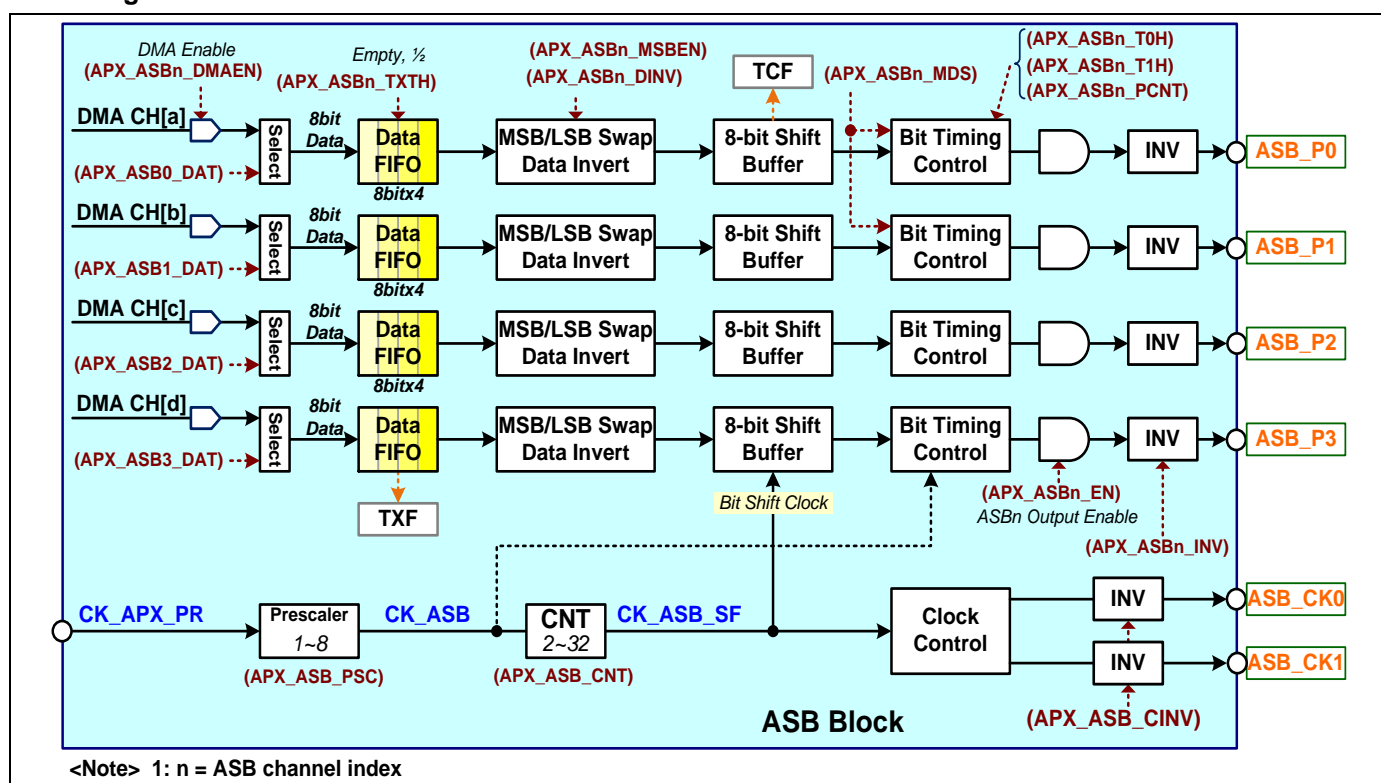 DMA Enable
(APX_ASBn_DMAEN)
Empty, ½
(APX_ASBn_TXTH)
(APX_ASBn_MSBEN)
(APX_ASBn_DINV)
TCF
(APX_ASBn_MDS)
(APX_ASBn_T0H)
(APX_ASBn_T1H)
(APX_ASBn_PCNT)
DMA CH[a]
(APX_ASB0_DAT)
Select
8bit
Data
Data
FIFO
8bitx4
MSB/LSB Swap
Data Invert
8-bit Shift
Buffer
Bit Timing
Control
INV
ASB_P0
DMA CH[b]
(APX_ASB1_DAT)
Select
8bit
Data
Data
FIFO
8bitx4
MSB/LSB Swap
Data Invert
8-bit Shift
Buffer
Bit Timing
Control
INV
ASB_P1
DMA CH[c]
(APX_ASB2_DAT)
Select
8bit
Data
Data
FIFO
8bitx4
MSB/LSB Swap
Data Invert
8-bit Shift
Buffer
Bit Timing
Control
INV
ASB_P2
DMA CH[d]
(APX_ASB3_DAT)
Select
8bit
Data
Data
FIFO
MSB/LSB Swap
Data Invert
8-bit Shift
Buffer
Bit Timing
Control
INV
ASB_P3
TXF
Bit Shift Clock
(APX_ASBn_EN)
ASBn Output Enable
(APX_ASBn_INV)
CK_APX_PR
Prescaler
1~8
(APX_ASB_PSC)
CK_ASB
CNT
2~32
(APX_ASB_CNT)
CK_ASB_SF
Clock
Control
INV
ASB_CK0
INV
ASB_CK1
(APX_ASB_CINV)
ASB Block
<Note> 1: n = ASB channel index